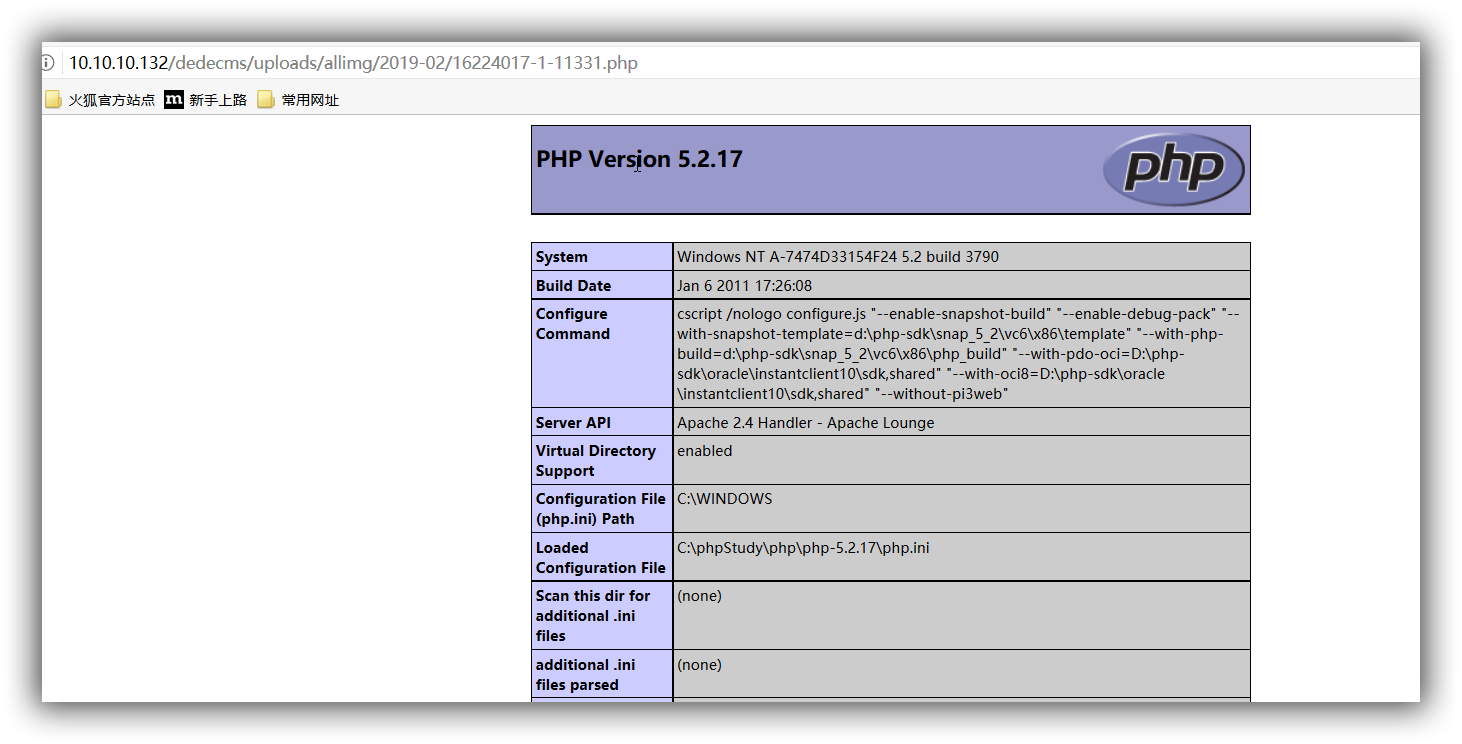 10.10.10.132/dedecms/uploads/allimg/2019-02/16224017-1-11331.php
火狐官方站点 m 新手上路 常用网址
PHP Version 5.2.17
php
System Windows NT A-7474D33154F24 5.2 build 3790
Build Date Jan 6 2011 17:26:08
Configure Command cscript /nologo configure.js "--enable-snapshot-build" "--enable-debug-pack" "--
with-snapshot-template=d:\php-sdk\snap_5_2\vc6\x86\template" "--with-php-
build=d:\php-sdk\snap_5_2\vc6\x86\php_build" "--with-pdo-oci=D:\php-
sdk\oracle\instantclient10\sdk,shared" "--with-oci8=D:\php-sdk\oracle
\instantclient10\sdk,shared" "--without-pi3web"
Server API Apache 2.4 Handler - Apache Lounge
Virtual Directory enabled
Support
Configuration File C:\WINDOWS
(php.ini) Path
Loaded C:\phpStudy\php\php-5.2.17\php.ini
Configuration File
Scan this dir for (none)
additional .ini
files
additional .ini (none)
files parsed